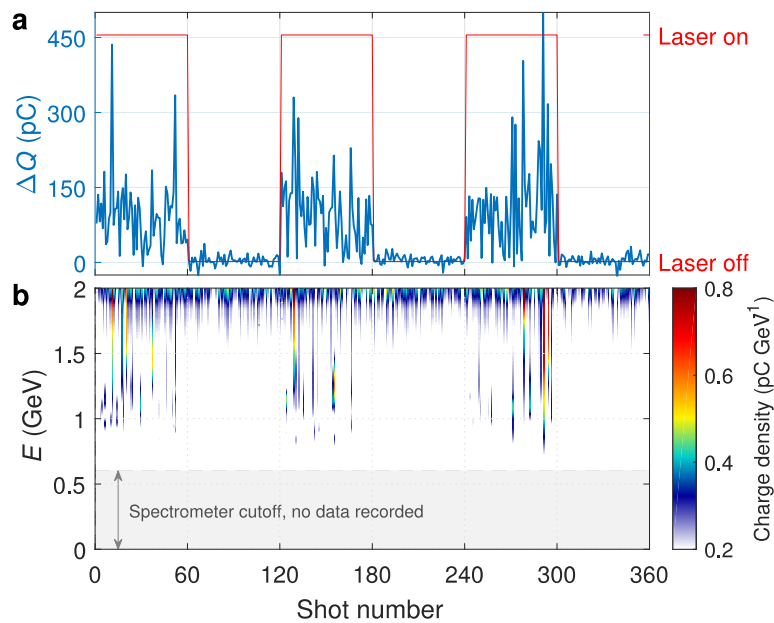 a
450
300
150
0
ΔQ (pC)
Laser on
Laser off
b
2
1.5
1
0.5
0
E (GeV)
Spectrometer cutoff, no data recorded
0 60 120 180 240 300 360
Shot number
0.8
0.6
0.4
0.2
Charge density (pC GeV¹)